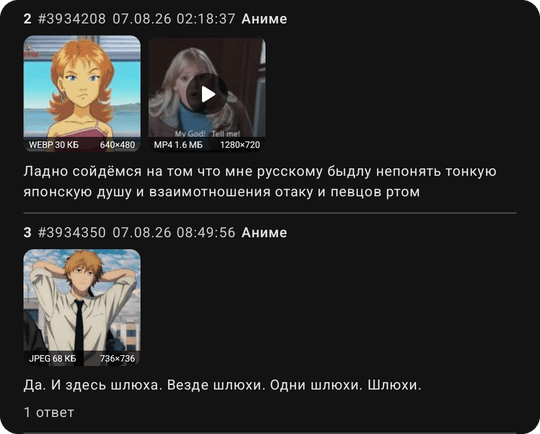 2 #3934208 07.08.26 02:18:37 Аниме
WEBP 30 КБ 640×480
My God! Tell me!
MP4 1.6 МБ 1280×720
Ладно сойдёмся на том что мне русскому быдлу непонять тонкую
японскую душу и взаимотношения отаку и певцов ртом
3 #3934350 07.08.26 08:49:56 Аниме
JPEG 68 КБ 736×736
Да. И здесь шлюха. Везде шлюхи. Одни шлюхи. Шлюхи.
1 ответ